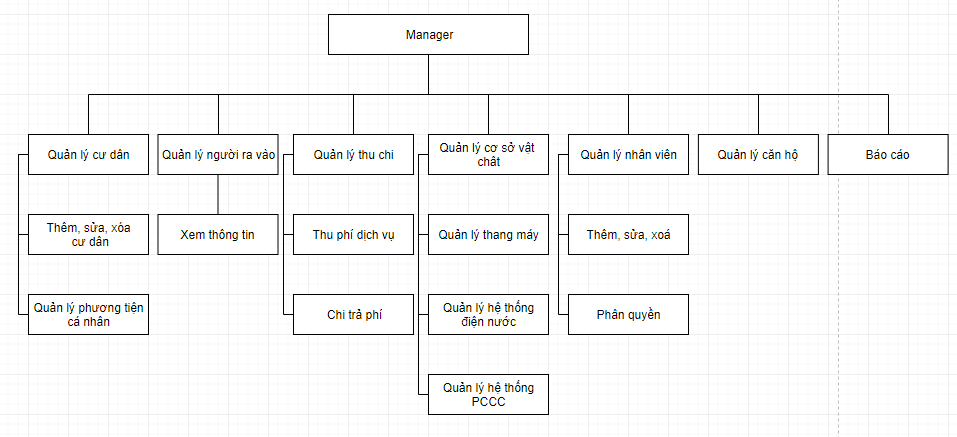 Manager
Quản lý cư dân
Quản lý người ra vào
Quản lý thu chi
Quản lý cơ sở vật
chất
Quản lý nhân viên
Quản lý căn hộ
Báo cáo
Thêm, sửa, xóa
cư dân
Xem thông tin
Thu phí dịch vụ
Quản lý thang máy
Thêm, sửa, xoá
Quản lý phương tiện
cá nhân
Chi trả phí
Quản lý hệ thống
điện nước
Phân quyền
Quản lý hệ thống
PCCC